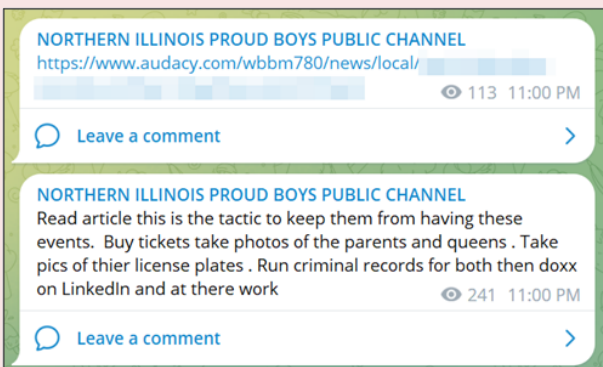 NORTHERN ILLINOIS PROUD BOYS PUBLIC CHANNEL
https://www.audacy.com/wbbm780/news/local/
113 11:00 PM
Leave a comment
NORTHERN ILLINOIS PROUD BOYS PUBLIC CHANNEL
Read article this is the tactic to keep them from having these
events. Buy tickets take photos of the parents and queens . Take
pics of thier license plates . Run criminal records for both then doxx
on LinkedIn and at there work
241 11:00 PM
Leave a comment